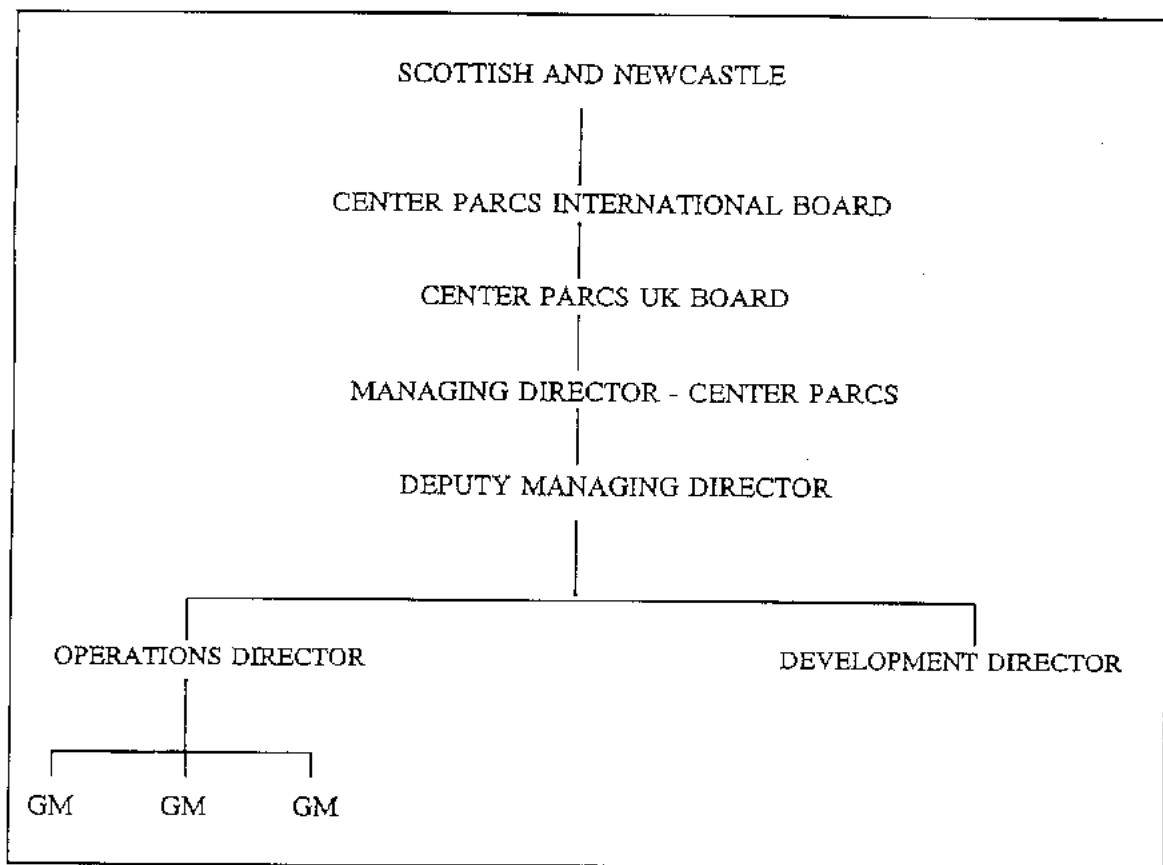 SCOTTISH AND NEWCASTLE
CENTER PARCS INTERNATIONAL BOARD
CENTER PARCS UK BOARD
MANAGING DIRECTOR - CENTER PARCS
DEPUTY MANAGING DIRECTOR
OPERATIONS DIRECTOR
DEVELOPMENT DIRECTOR
GM GM GM